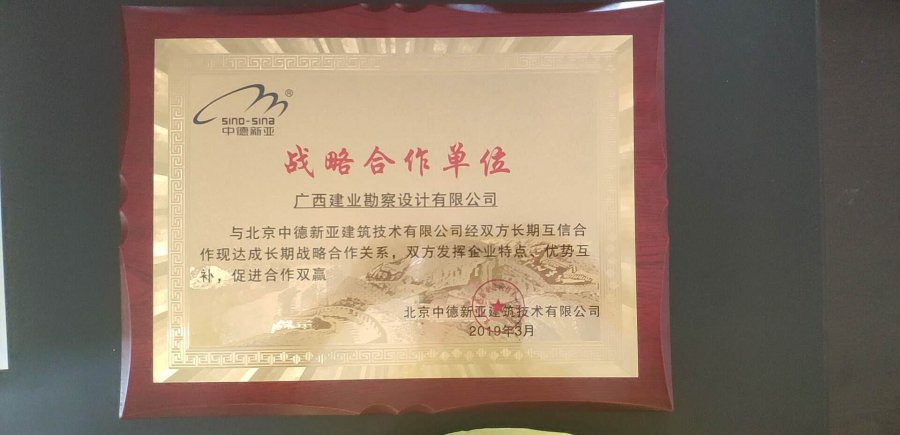 ®
SINO-SINA
中德新亚
战略合作单位
广西建业勘察设计有限公司
与北京中德新亚建筑技术有限公司经双方长期互信合
作现达成长期战略合作关系，双方发挥企业特点、优势互
补，促进合作双赢
北京中德新亚建筑技术有限公司
2019年3月